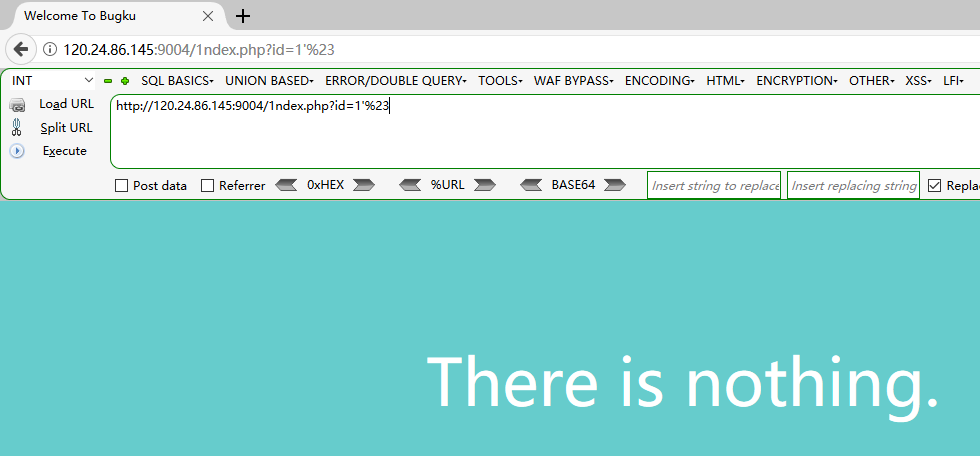 Welcome To Bugku
120.24.86.145:9004/1ndex.php?id=1'%23
INT SQL BASICS UNION BASED ERROR/DOUBLE QUERY TOOLS WAF BYPASS ENCODING HTML ENCRYPTION OTHER XSS LFI
Load URL http://120.24.86.145:9004/1ndex.php?id=1'%23
Split URL
Execute
Post data Referrer 0xHEX %URL BASE64 Insert string to replace Insert replacing string Replac
There is nothing.